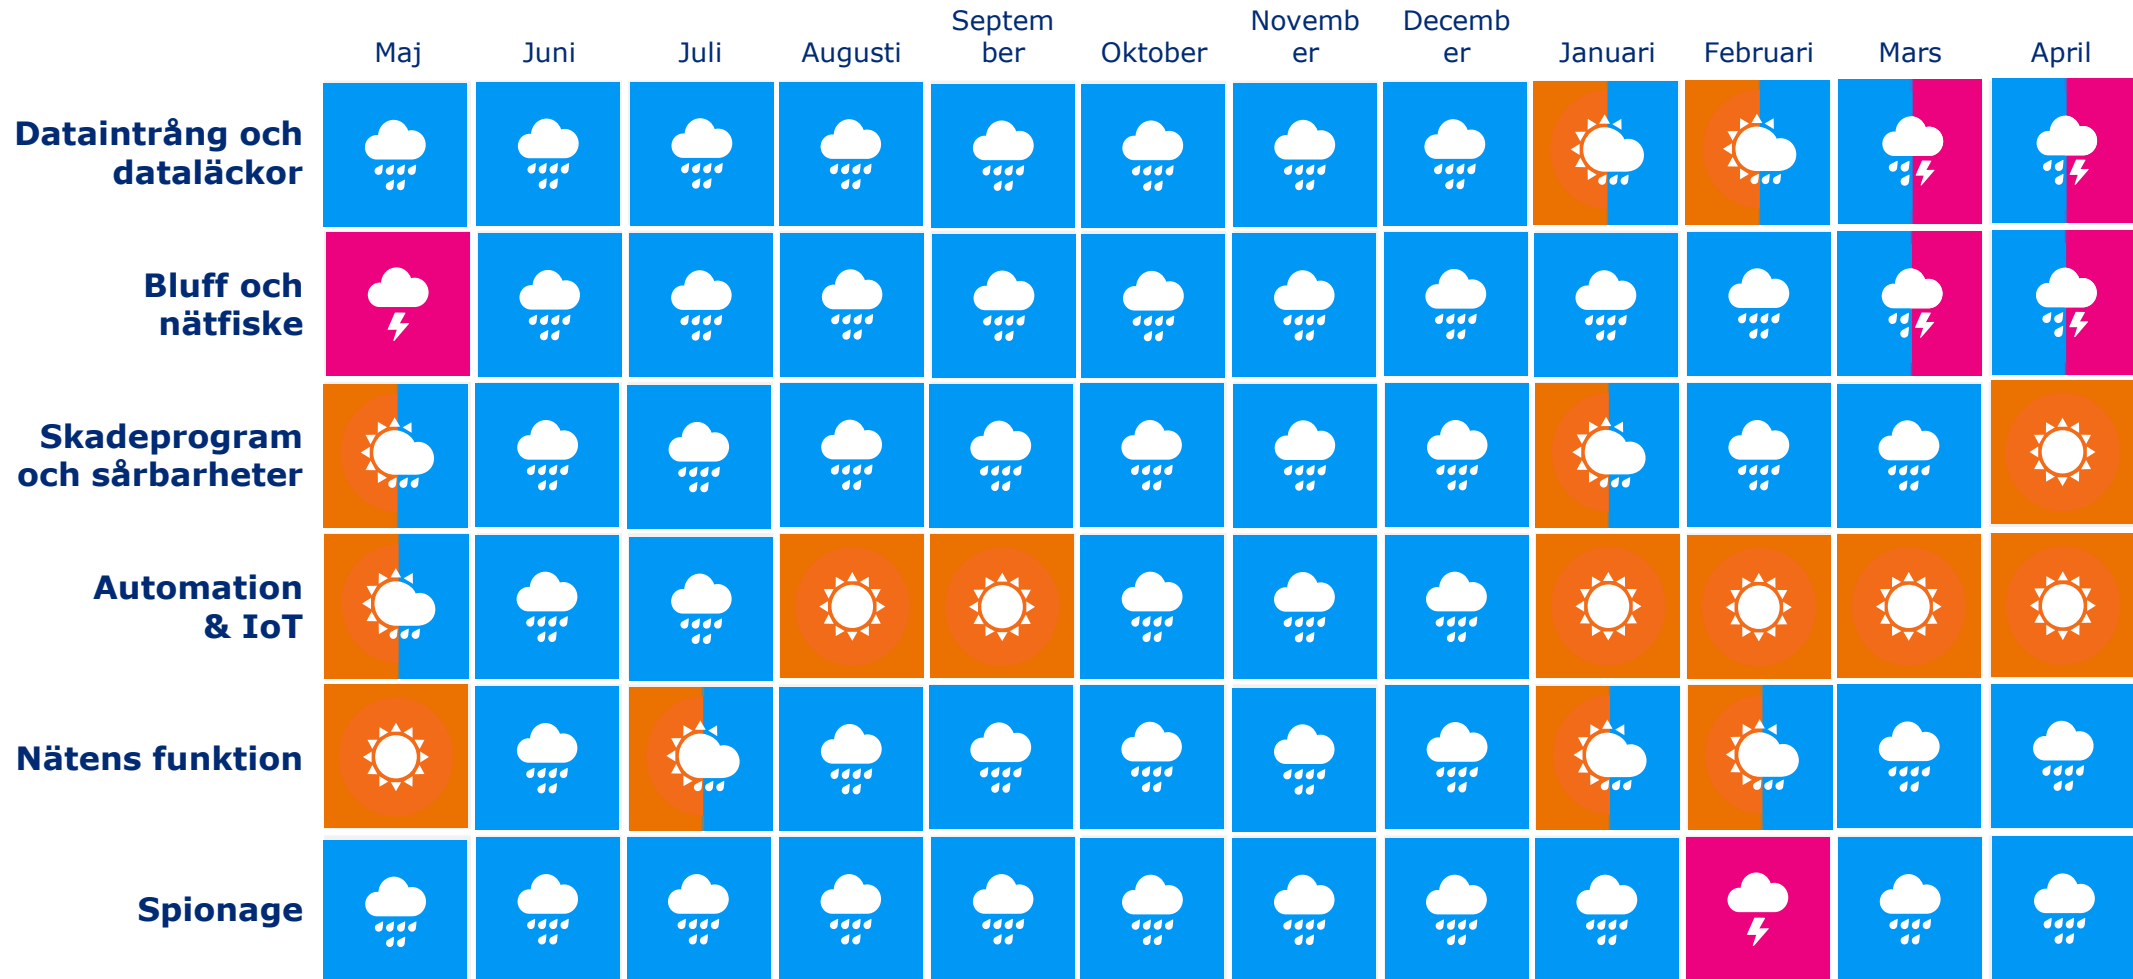 Maj Juni Juli Augusti Septem
ber Oktober Novemb
er Decemb
er Januari Februari Mars April
Dataintrång och
dataläckor
Bluff och
nätfiske
Skadeprogram
och sårbarheter
Automation
& IoT
Nätens funktion
Spionage